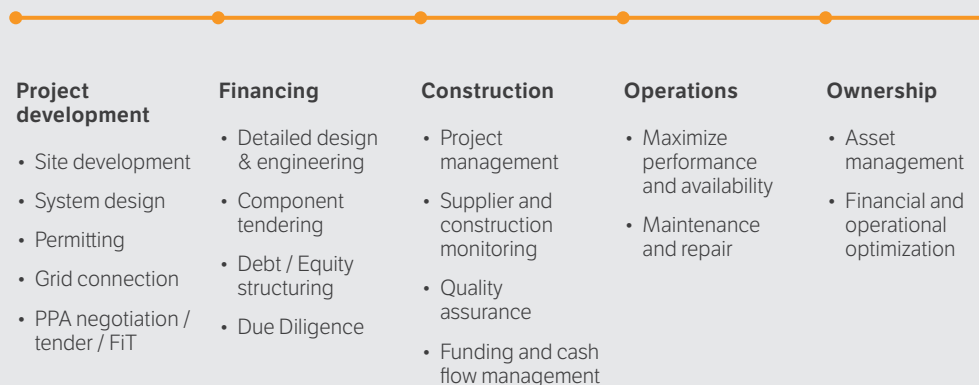 Project
development
• Site development
• System design
• Permitting
• Grid connection
• PPA negotiation /
tender / FiT
Financing
• Detailed design
& engineering
• Component
tendering
• Debt / Equity
structuring
• Due Diligence
Construction
• Project
management
• Supplier and
construction
monitoring
• Quality
assurance
• Funding and cash
flow management
Operations
• Maximize
performance
and availability
• Maintenance
and repair
Ownership
• Asset
management
• Financial and
operational
optimization